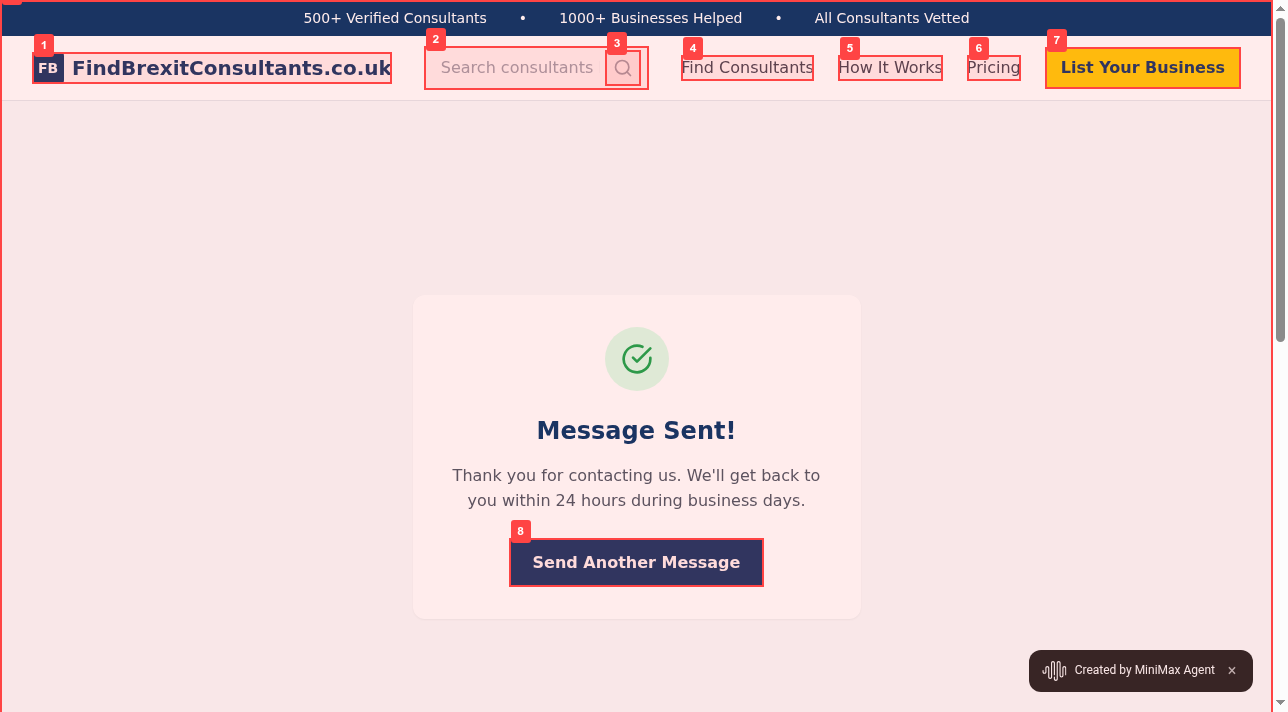 500+ Verified Consultants • 1000+ Businesses Helped • All Consultants Vetted
1 2 3 4 5 6 7
FB FindBrexitConsultants.co.uk Search consultants Find Consultants How It Works Pricing List Your Business
Message Sent!
Thank you for contacting us. We'll get back to
you within 24 hours during business days.
8
Send Another Message
Created by MiniMax Agent ×